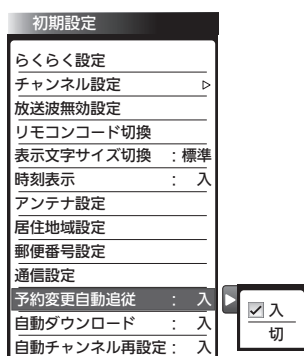 初期設定
らくらく設定
チャンネル設定
放送波無効設定
リモコンコード切換
表示文字サイズ切換 :標準
時刻表示 : 入
アンテナ設定
居住地域設定
郵便番号設定
通信設定
予約変更自動追従 : 入
自動ダウンロード : 入
自動チャンネル再設定: 入
入
切